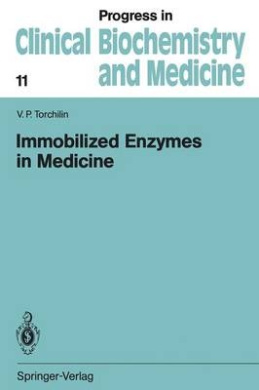 Progress in
Clinical Biochemistry
11 and Medicine
V. P. Torchilin
Immobilized Enzymes
in Medicine
Springer-Verlag